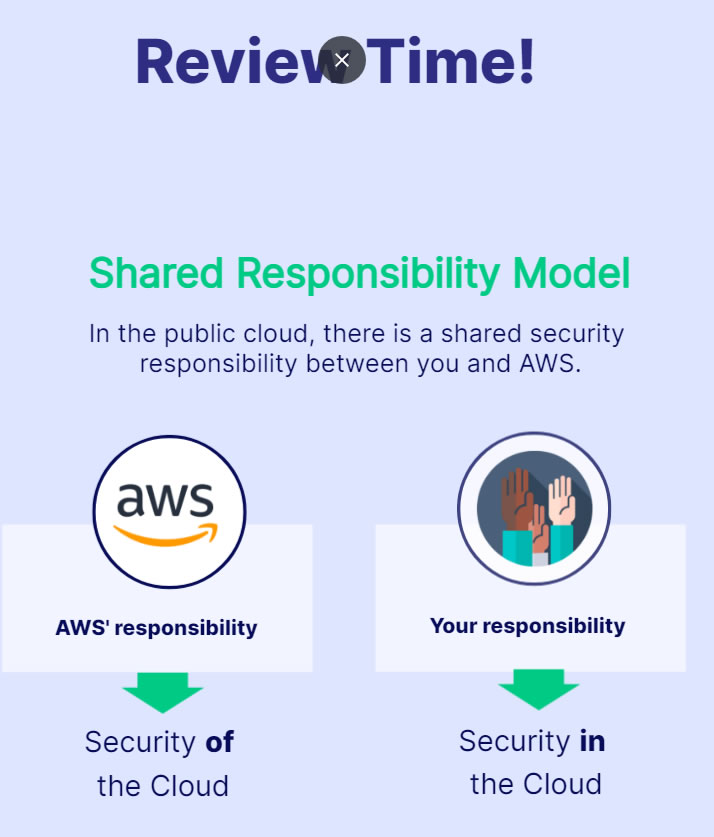 Review Time!
Shared Responsibility Model
In the public cloud, there is a shared security
responsibility between you and AWS.
aws
AWS' responsibility
Your responsibility
Security of
the Cloud
Security in
the Cloud